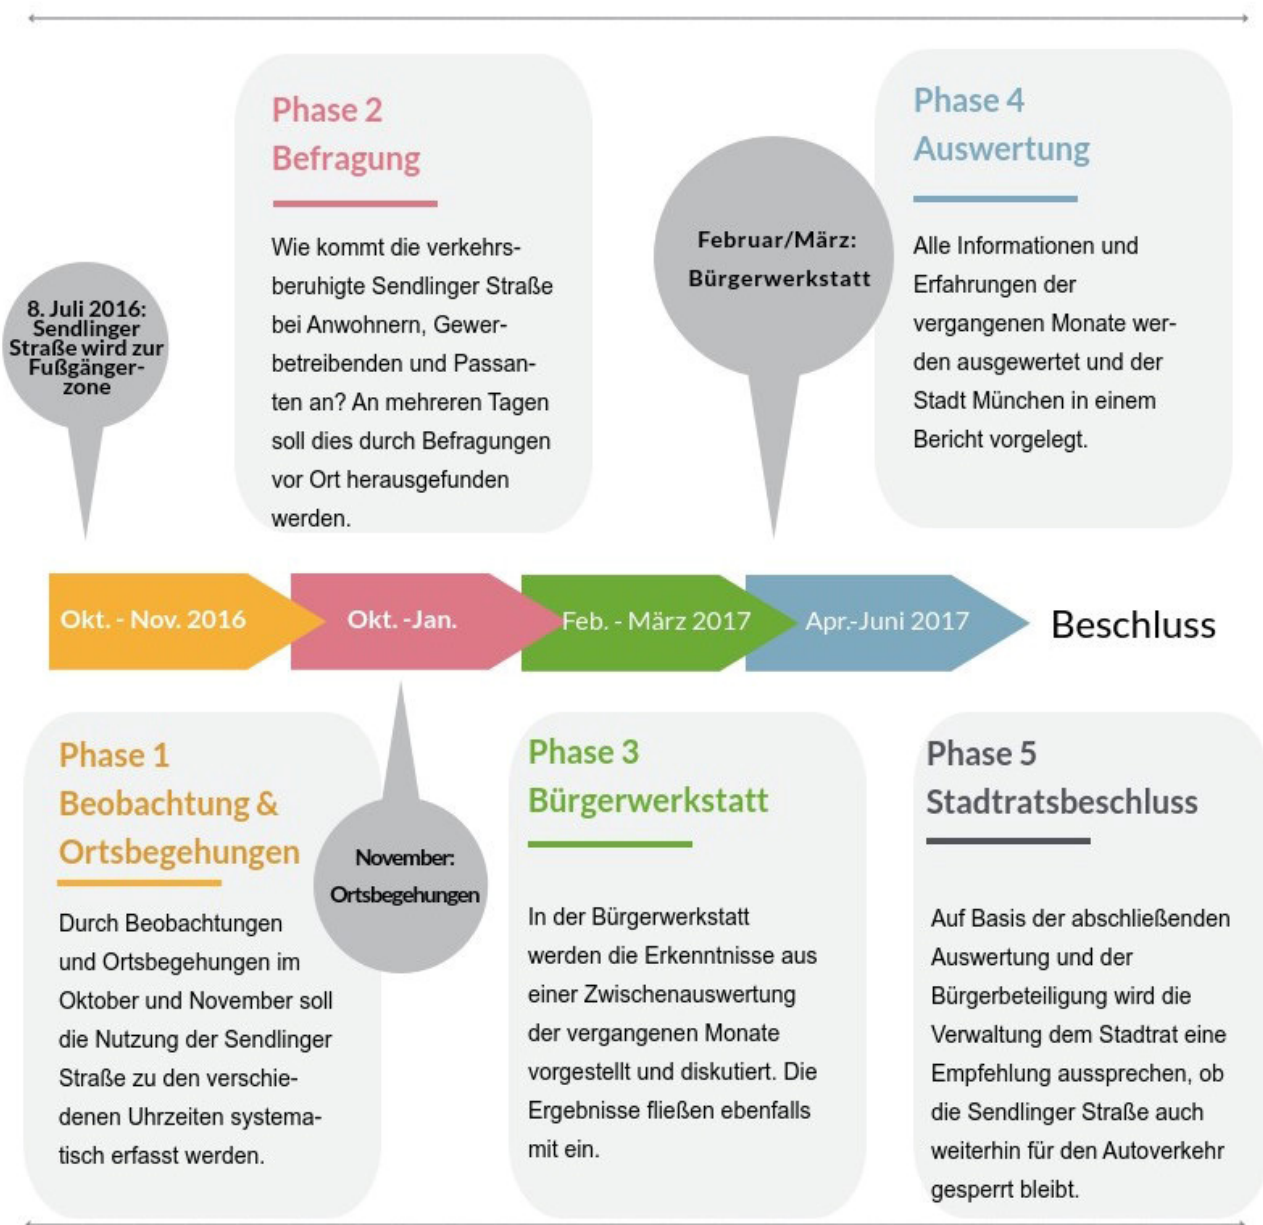 Phase 2
Befragung
Wie kommt die verkehrs-
beruhigte Sendlinger Straße
bei Anwohnern, Gewer-
betreibenden und Passan-
ten an? An mehreren Tagen
soll dies durch Befragungen
vor Ort herausgefunden
werden.
Phase 4
Auswertung
Alle Informationen und
Erfahrungen der
vergangenen Monate wer-
den ausgewertet und der
Stadt München in einem
Bericht vorgelegt.
8. Juli 2016:
Sendlinger
Straße wird zur
Fußgänger-
zone
Februar/März:
Bürgerwerkstatt
Okt. - Nov. 2016
Okt. -Jan.
Feb. - März 2017
Apr.-Juni 2017
Beschluss
Phase 1
Beobachtung &
Ortsbegehungen
Durch Beobachtungen
und Ortsbegehungen im
Oktober und November soll
die Nutzung der Sendlinger
Straße zu den verschie-
denen Uhrzeiten systema-
tisch erfasst werden.
November:
Ortsbegehungen
Phase 3
Bürgerwerkstatt
In der Bürgerwerkstatt
werden die Erkenntnisse aus
einer Zwischenauswertung
der vergangenen Monate
vorgestellt und diskutiert. Die
Ergebnisse fließen ebenfalls
mit ein.
Phase 5
Stadtratsbeschluss
Auf Basis der abschließenden
Auswertung und der
Bürgerbeteiligung wird die
Verwaltung dem Stadtrat eine
Empfehlung aussprechen, ob
die Sendlinger Straße auch
weiterhin für den Autoverkehr
gesperrt bleibt.